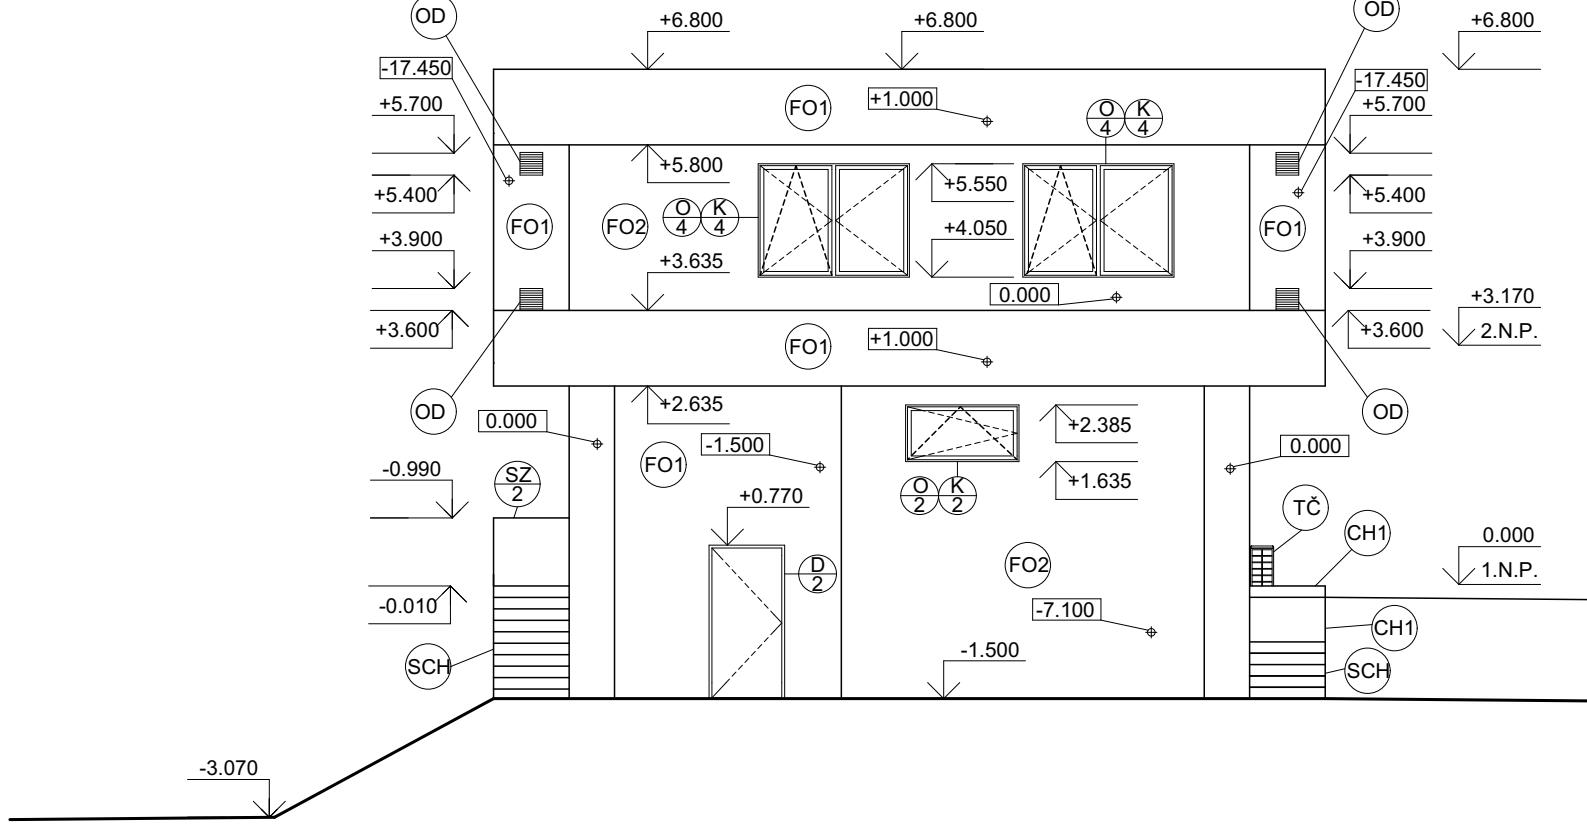 OD
OD
+6.800
+6.800
+6.800
-17.450
-17.450
+5.700
FO1
+1.000
O
4
K
4
+5.700
+5.800
+5.550
+5.400
+5.400
FO1
FO2
O
4
K
4
+4.050
FO1
+3.900
+3.900
+3.635
0.000
+3.170
+3.600
+3.600
2.N.P.
FO1
+1.000
OD
OD
+2.635
0.000
+2.385
-1.500
0.000
FO1
-0.990
SZ
2
+1.635
+0.770
O
2
K
2
TČ
CH1
0.000
FO2
D
2
1.N.P.
-0.010
-7.100
CH1
-1.500
SCH
SCH
-3.070